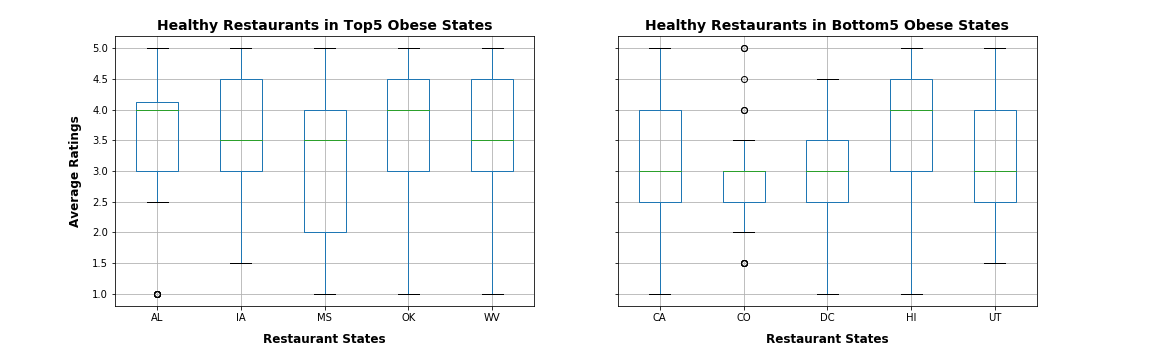 Healthy Restaurants in Top5 Obese States
Average Ratings
5.0
4.5
4.0
3.5
3.0
2.5
2.0
1.5
1.0
AL IA MS OK WV
Restaurant States
Healthy Restaurants in Bottom5 Obese States
CA CO DC HI UT
Restaurant States